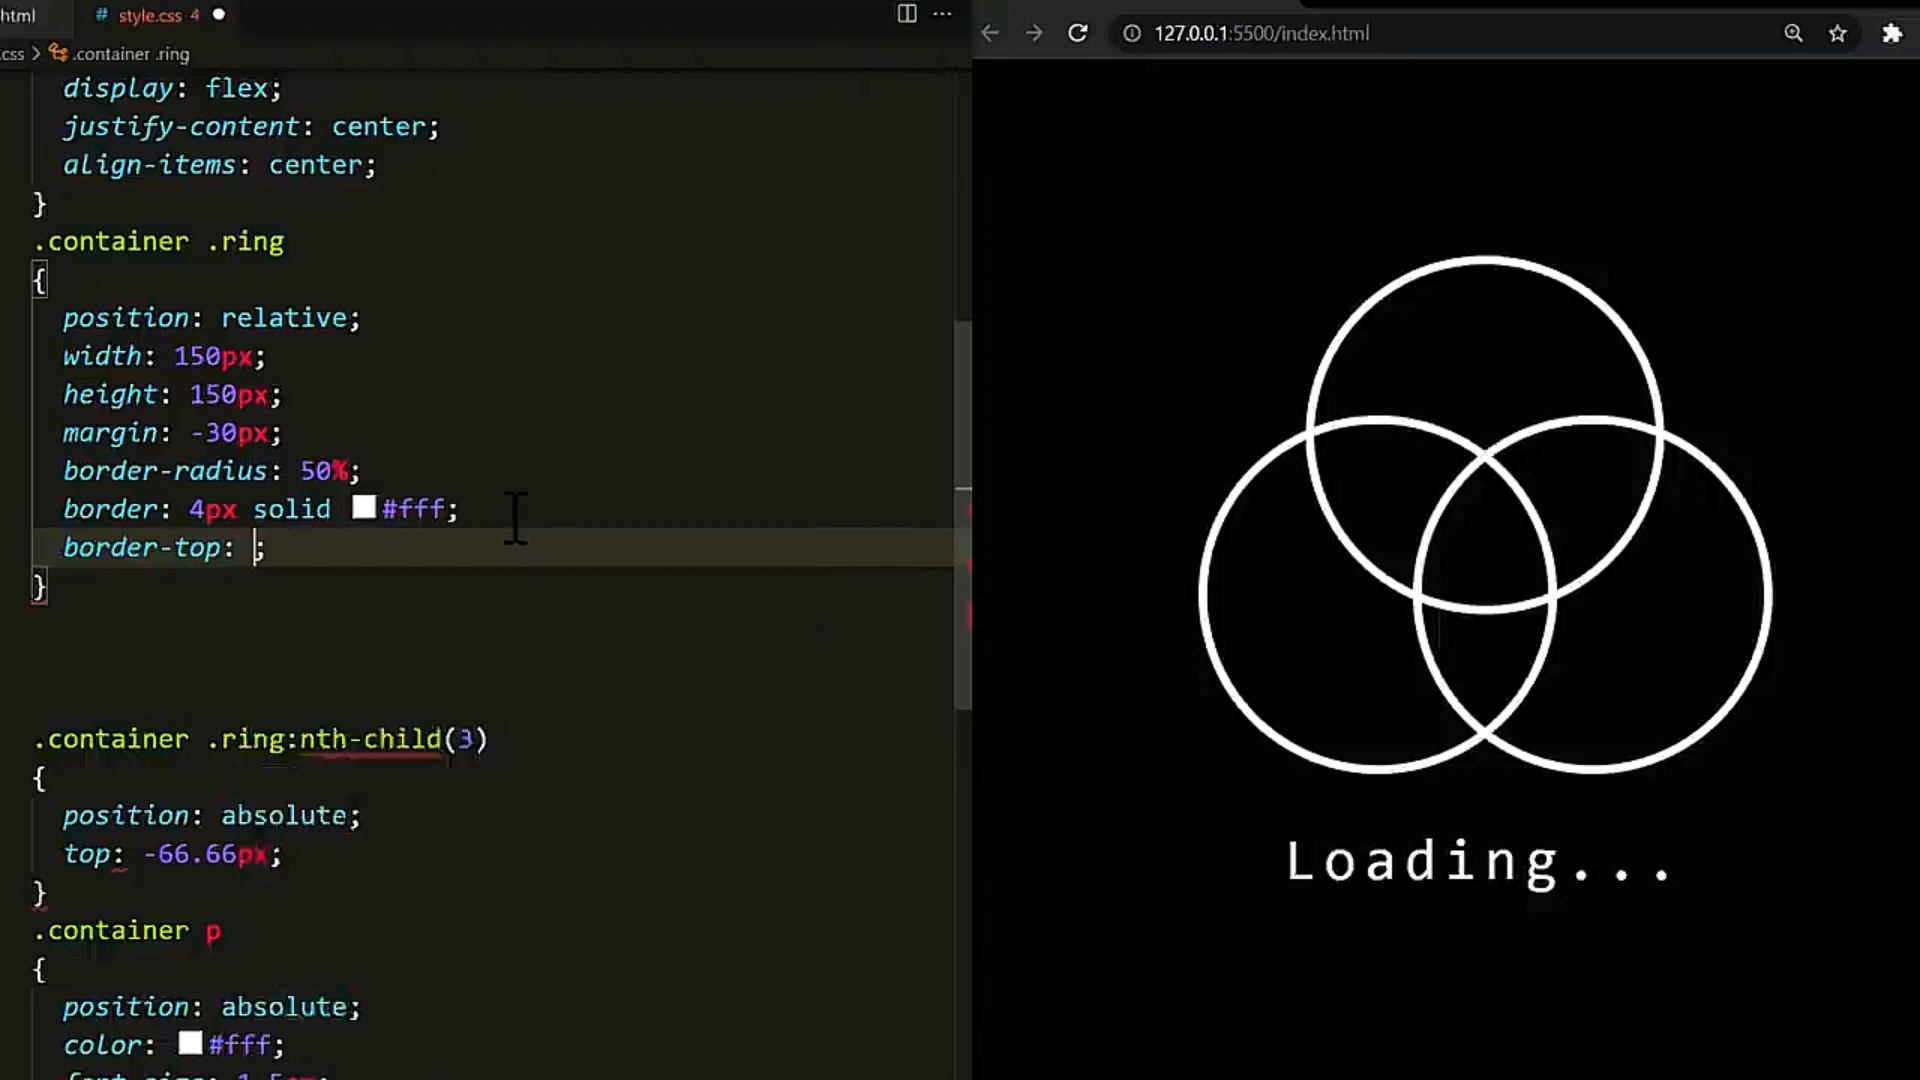 html
# style.css 4
127.0.0.1:5500/index.html
css > .container .ring
display: flex;
justify-content: center;
align-items: center;
}
.container .ring
{
position: relative;
width: 150px;
height: 150px;
margin: -30px;
border-radius: 50%;
border: 4px solid #fff;
border-top: ;
}
.container .ring:nth-child(3)
{
position: absolute;
top: -66.66px;
}
.container p
{
position: absolute;
color: #fff;
Loading...